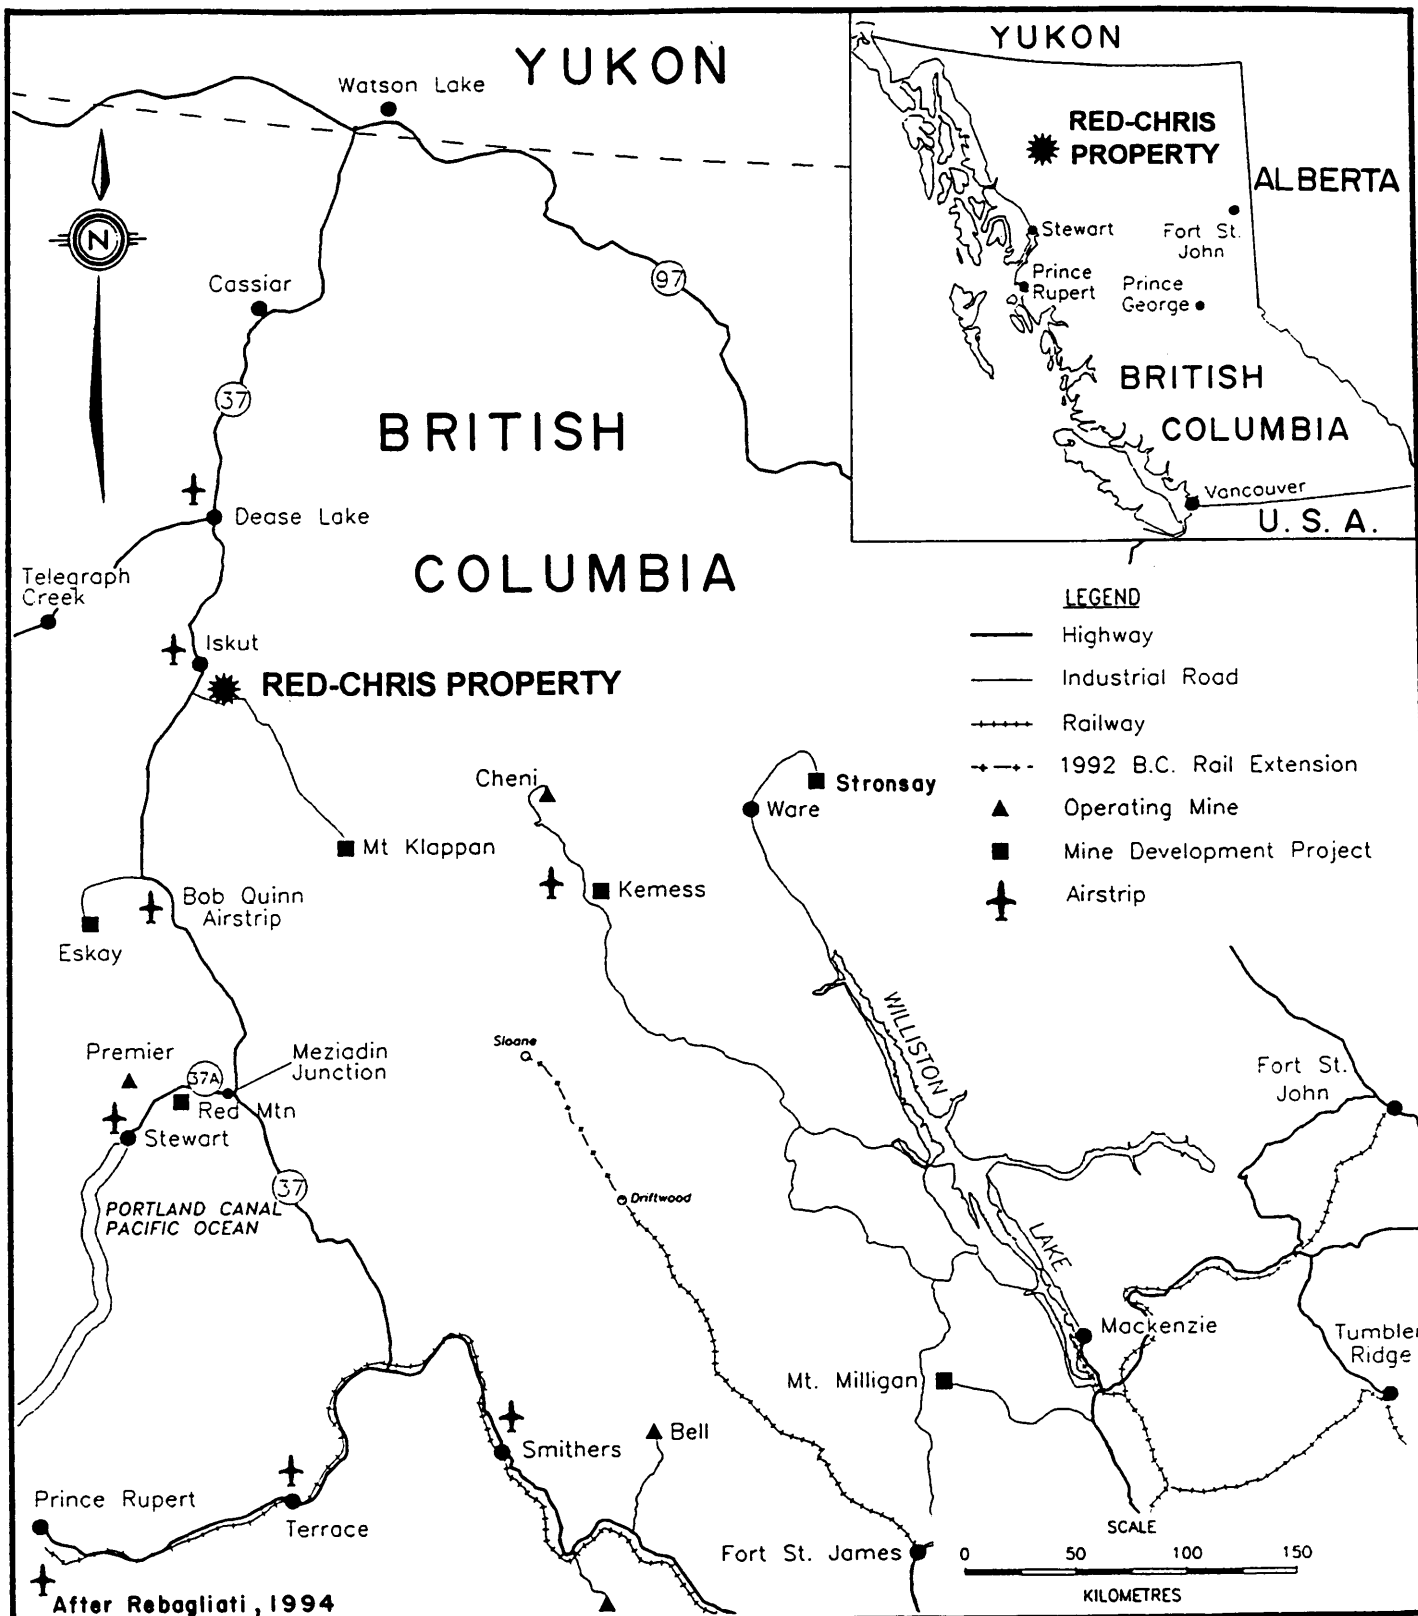 YUKON
Watson Lake
N
Cassiar
97
37
BRITISH
COLUMBIA
Dease Lake
Telegraph
Creek
Iskut
RED-CHRIS PROPERTY
Cheni
Mt Klappan
Kemess
Ware
Stronsay
Bob Quinn
Airstrip
Eskay
Premier
37A
Meziadin
Junction
Red Mtn
Stewart
37
PORTLAND CANAL
PACIFIC OCEAN
Sloane
Driftwood
WILLISTON
LAKE
Fort St.
John
Mackenzie
Tumbler
Ridge
Mt. Milligan
Bell
Smithers
Prince Rupert
Terrace
Fort St. James
After Rebagliati, 1994
YUKON
RED-CHRIS
PROPERTY
ALBERTA
Stewart
Fort St.
John
Prince
Rupert
Prince
George
BRITISH
COLUMBIA
Vancouver
U. S. A.
LEGEND
Highway
Industrial Road
Railway
1992 B.C. Rail Extension
Operating Mine
Mine Development Project
Airstrip
SCALE
0 50 100 150
KILOMETRES